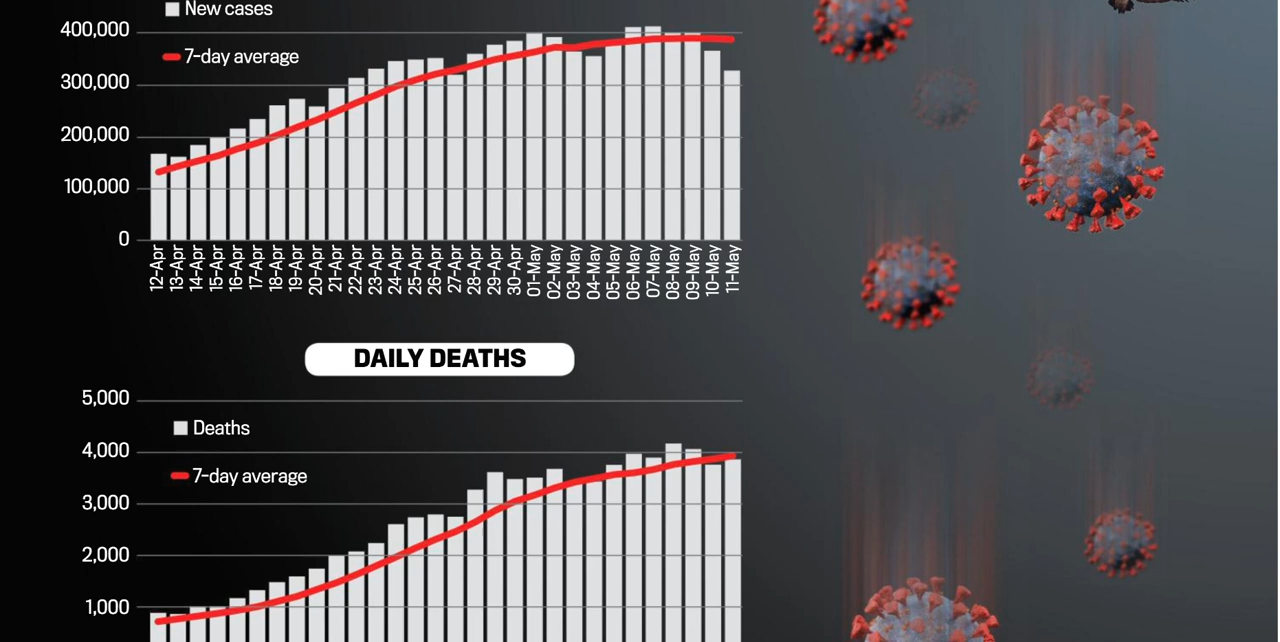 New cases
7-day average
400,000
300,000
200,000
100,000
0
12-Apr
13-Apr
14-Apr
15-Apr
16-Apr
17-Apr
18-Apr
19-Apr
20-Apr
21-Apr
22-Apr
23-Apr
24-Apr
25-Apr
26-Apr
27-Apr
28-Apr
29-Apr
30-Apr
01-May
02-May
03-May
04-May
05-May
06-May
07-May
08-May
09-May
10-May
11-May
DAILY DEATHS
5,000
Deaths
4,000
7-day average
3,000
2,000
1,000